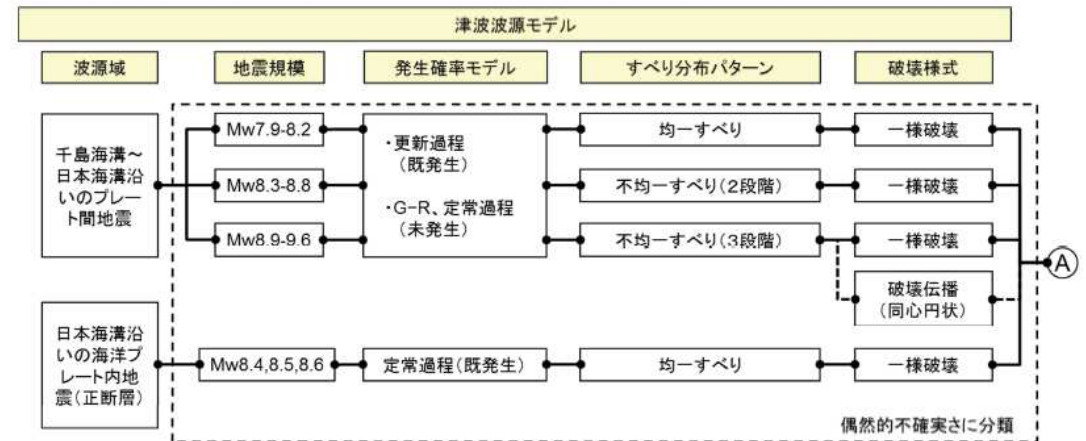 津波波源モデル
波源域
地震規模
発生確率モデル
すべり分布パターン
破壊様式
千島海溝～
日本海溝沿
いのプレー
ト間地震
Mw7.9-8.2
Mw8.3-8.8
Mw8.9-9.6
・更新過程
（既発生）
・G-R、定常過程
（未発生）
均一すべり
一様破壊
不均一すべり（２段階）
一様破壊
不均一すべり（３段階）
一様破壊
破壊伝播
（同心円状）
A
日本海溝沿
いの海洋プ
レート内地
震（正断層）
Mw8.4,8.5,8.6
定常過程（既発生）
均一すべり
一様破壊
偶然的不確実さに分類